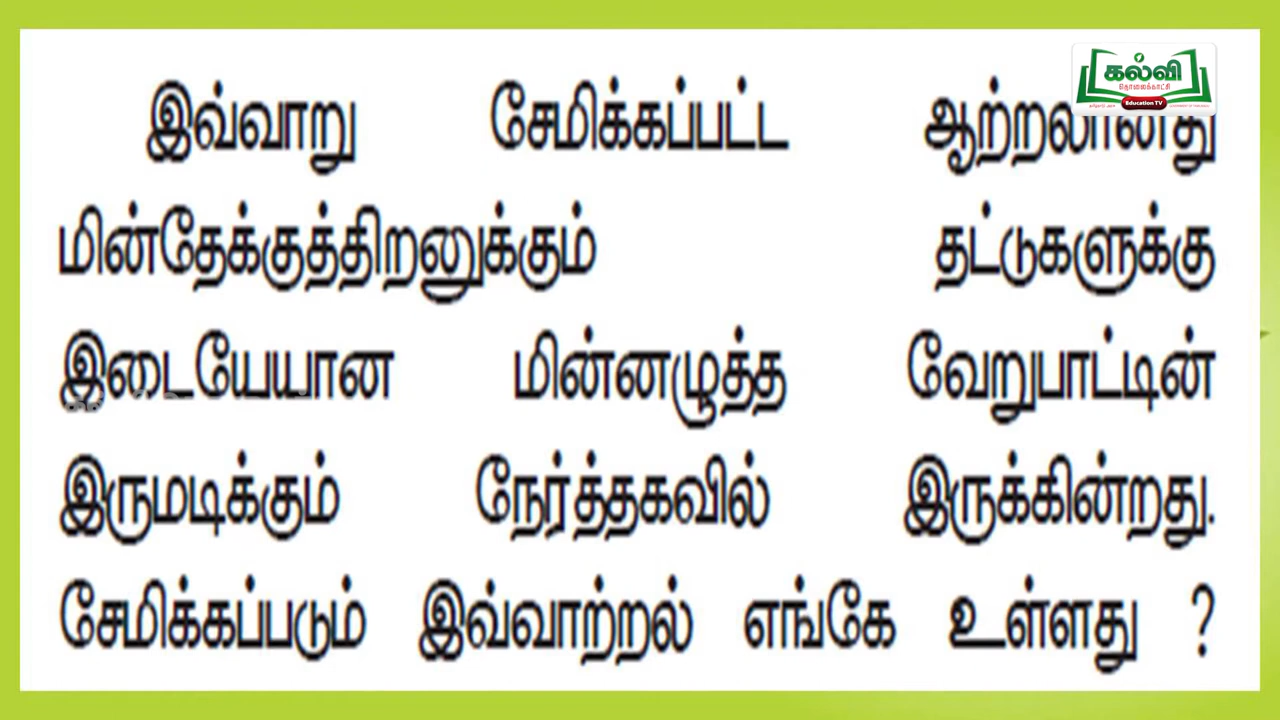 கல்வி
தொலைக்காட்சி
Education TV
இவ்வாறு சேமிக்கப்பட்ட ஆற்றலானது
மின்தேக்குத்திறனுக்கும் தட்டுகளுக்கு
இடையேயான மின்னழுத்த வேறுபாட்டின்
இருமடிக்கும் நேர்த்தகவில் இருக்கின்றது.
சேமிக்கப்படும் இவ்வாற்றல் எங்கே உள்ளது ?